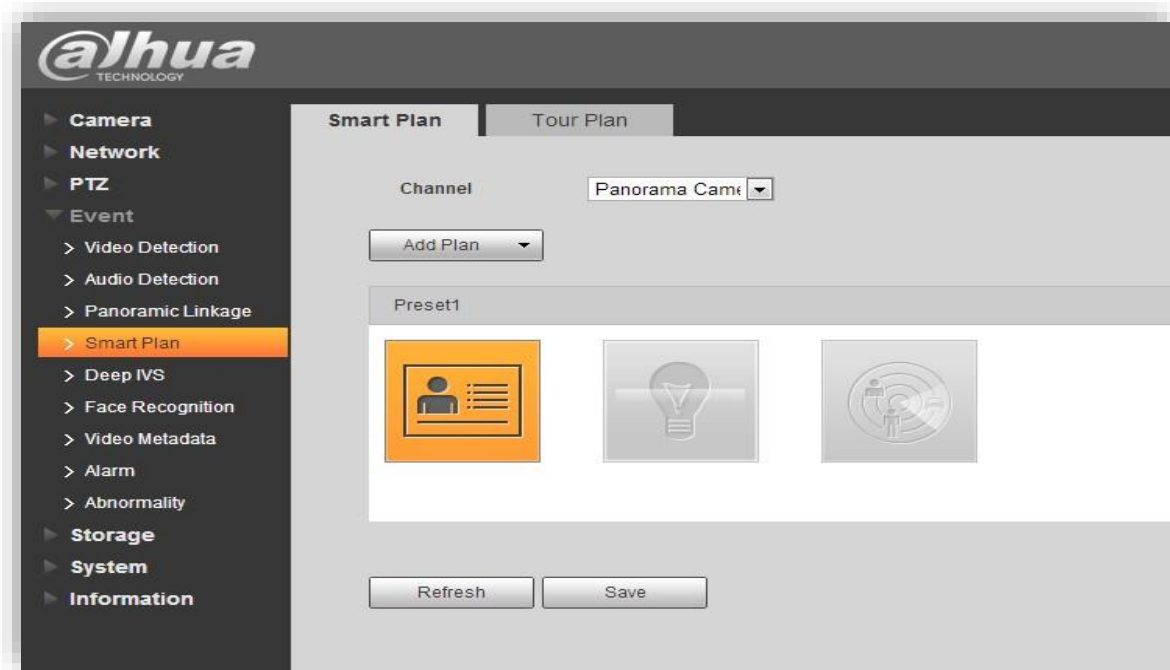 alhua
TECHNOLOGY
Camera
Network
PTZ
Event
Video Detection
Audio Detection
Panoramic Linkage
Smart Plan
Deep IVS
Face Recognition
Video Metadata
Alarm
Abnormality
Storage
System
Information
Smart Plan
Tour Plan
Channel
Panorama Came
Add Plan
Preset1
Refresh
Save